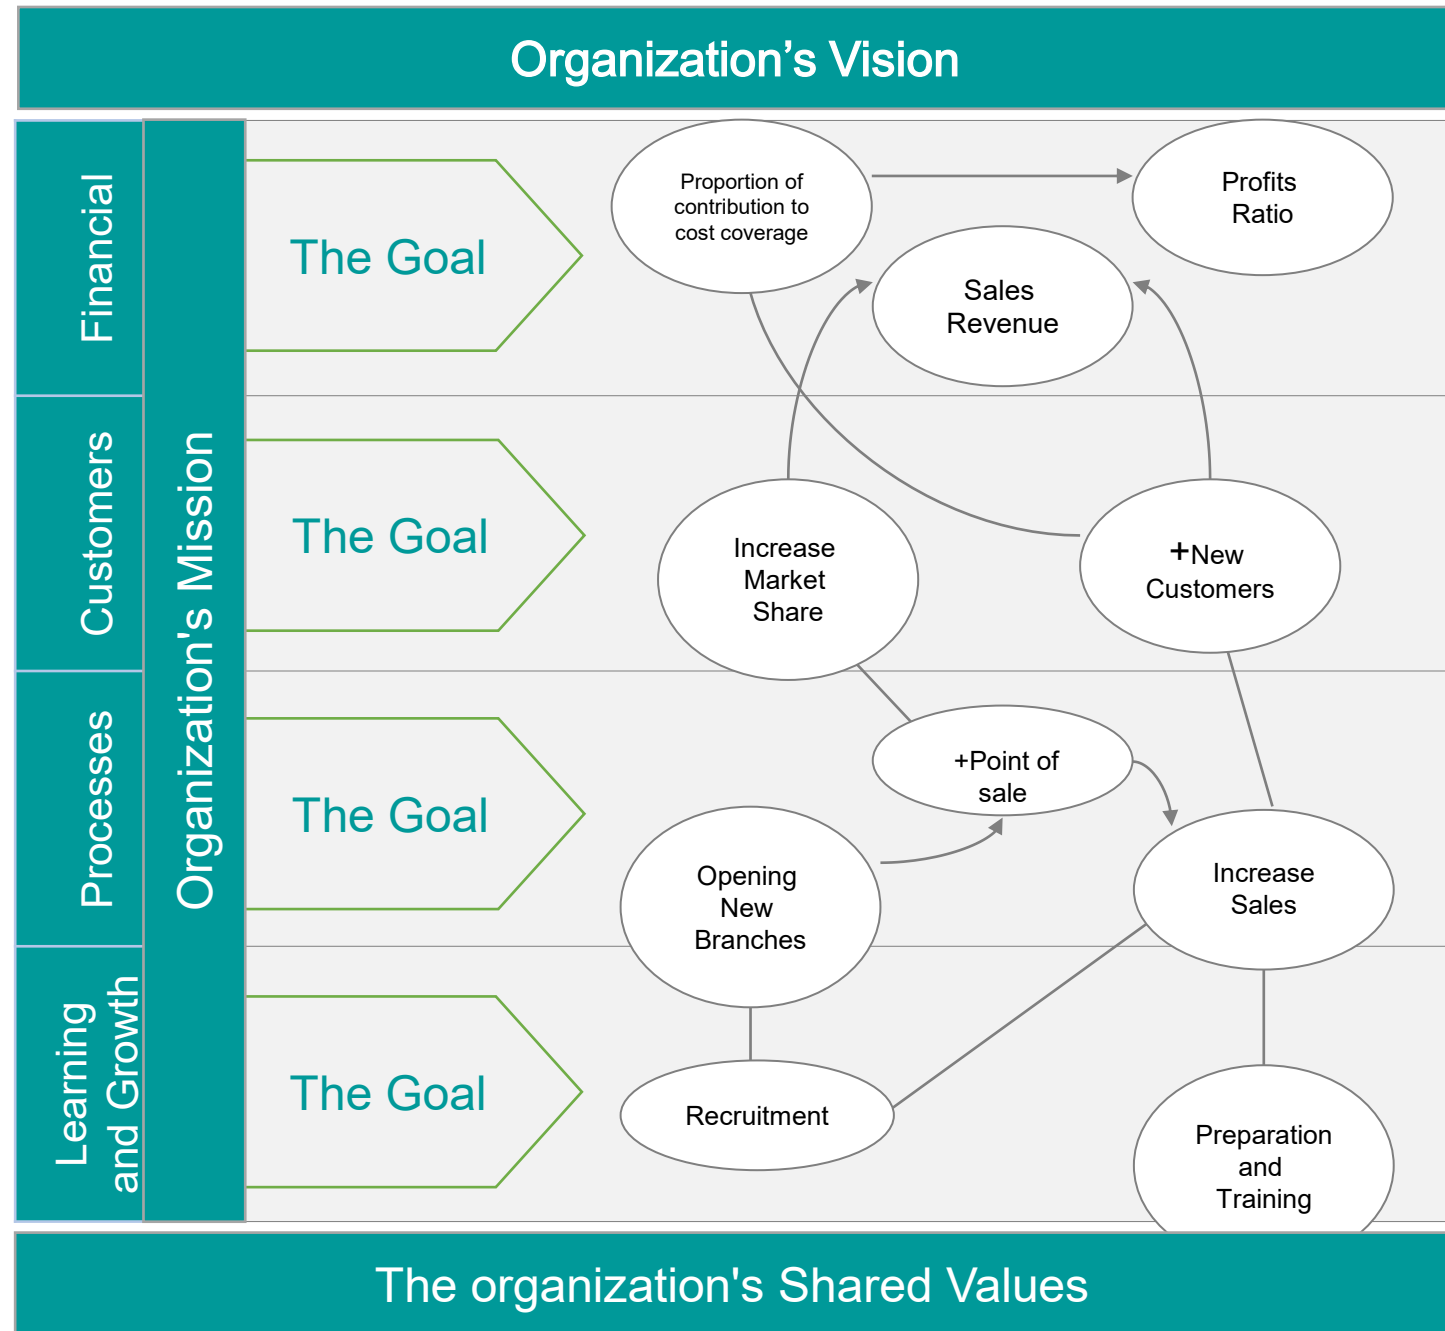 Organization’s Vision
Financial
Customers
Processes
Learning
and Growth
Organization's Mission
The Goal
Proportion of
contribution to
cost coverage
Profits
Ratio
Sales
Revenue
The Goal
Increase
Market
Share
+New
Customers
The Goal
+Point of
sale
Opening
New
Branches
Increase
Sales
The Goal
Recruitment
Preparation
and
Training
The organization's Shared Values